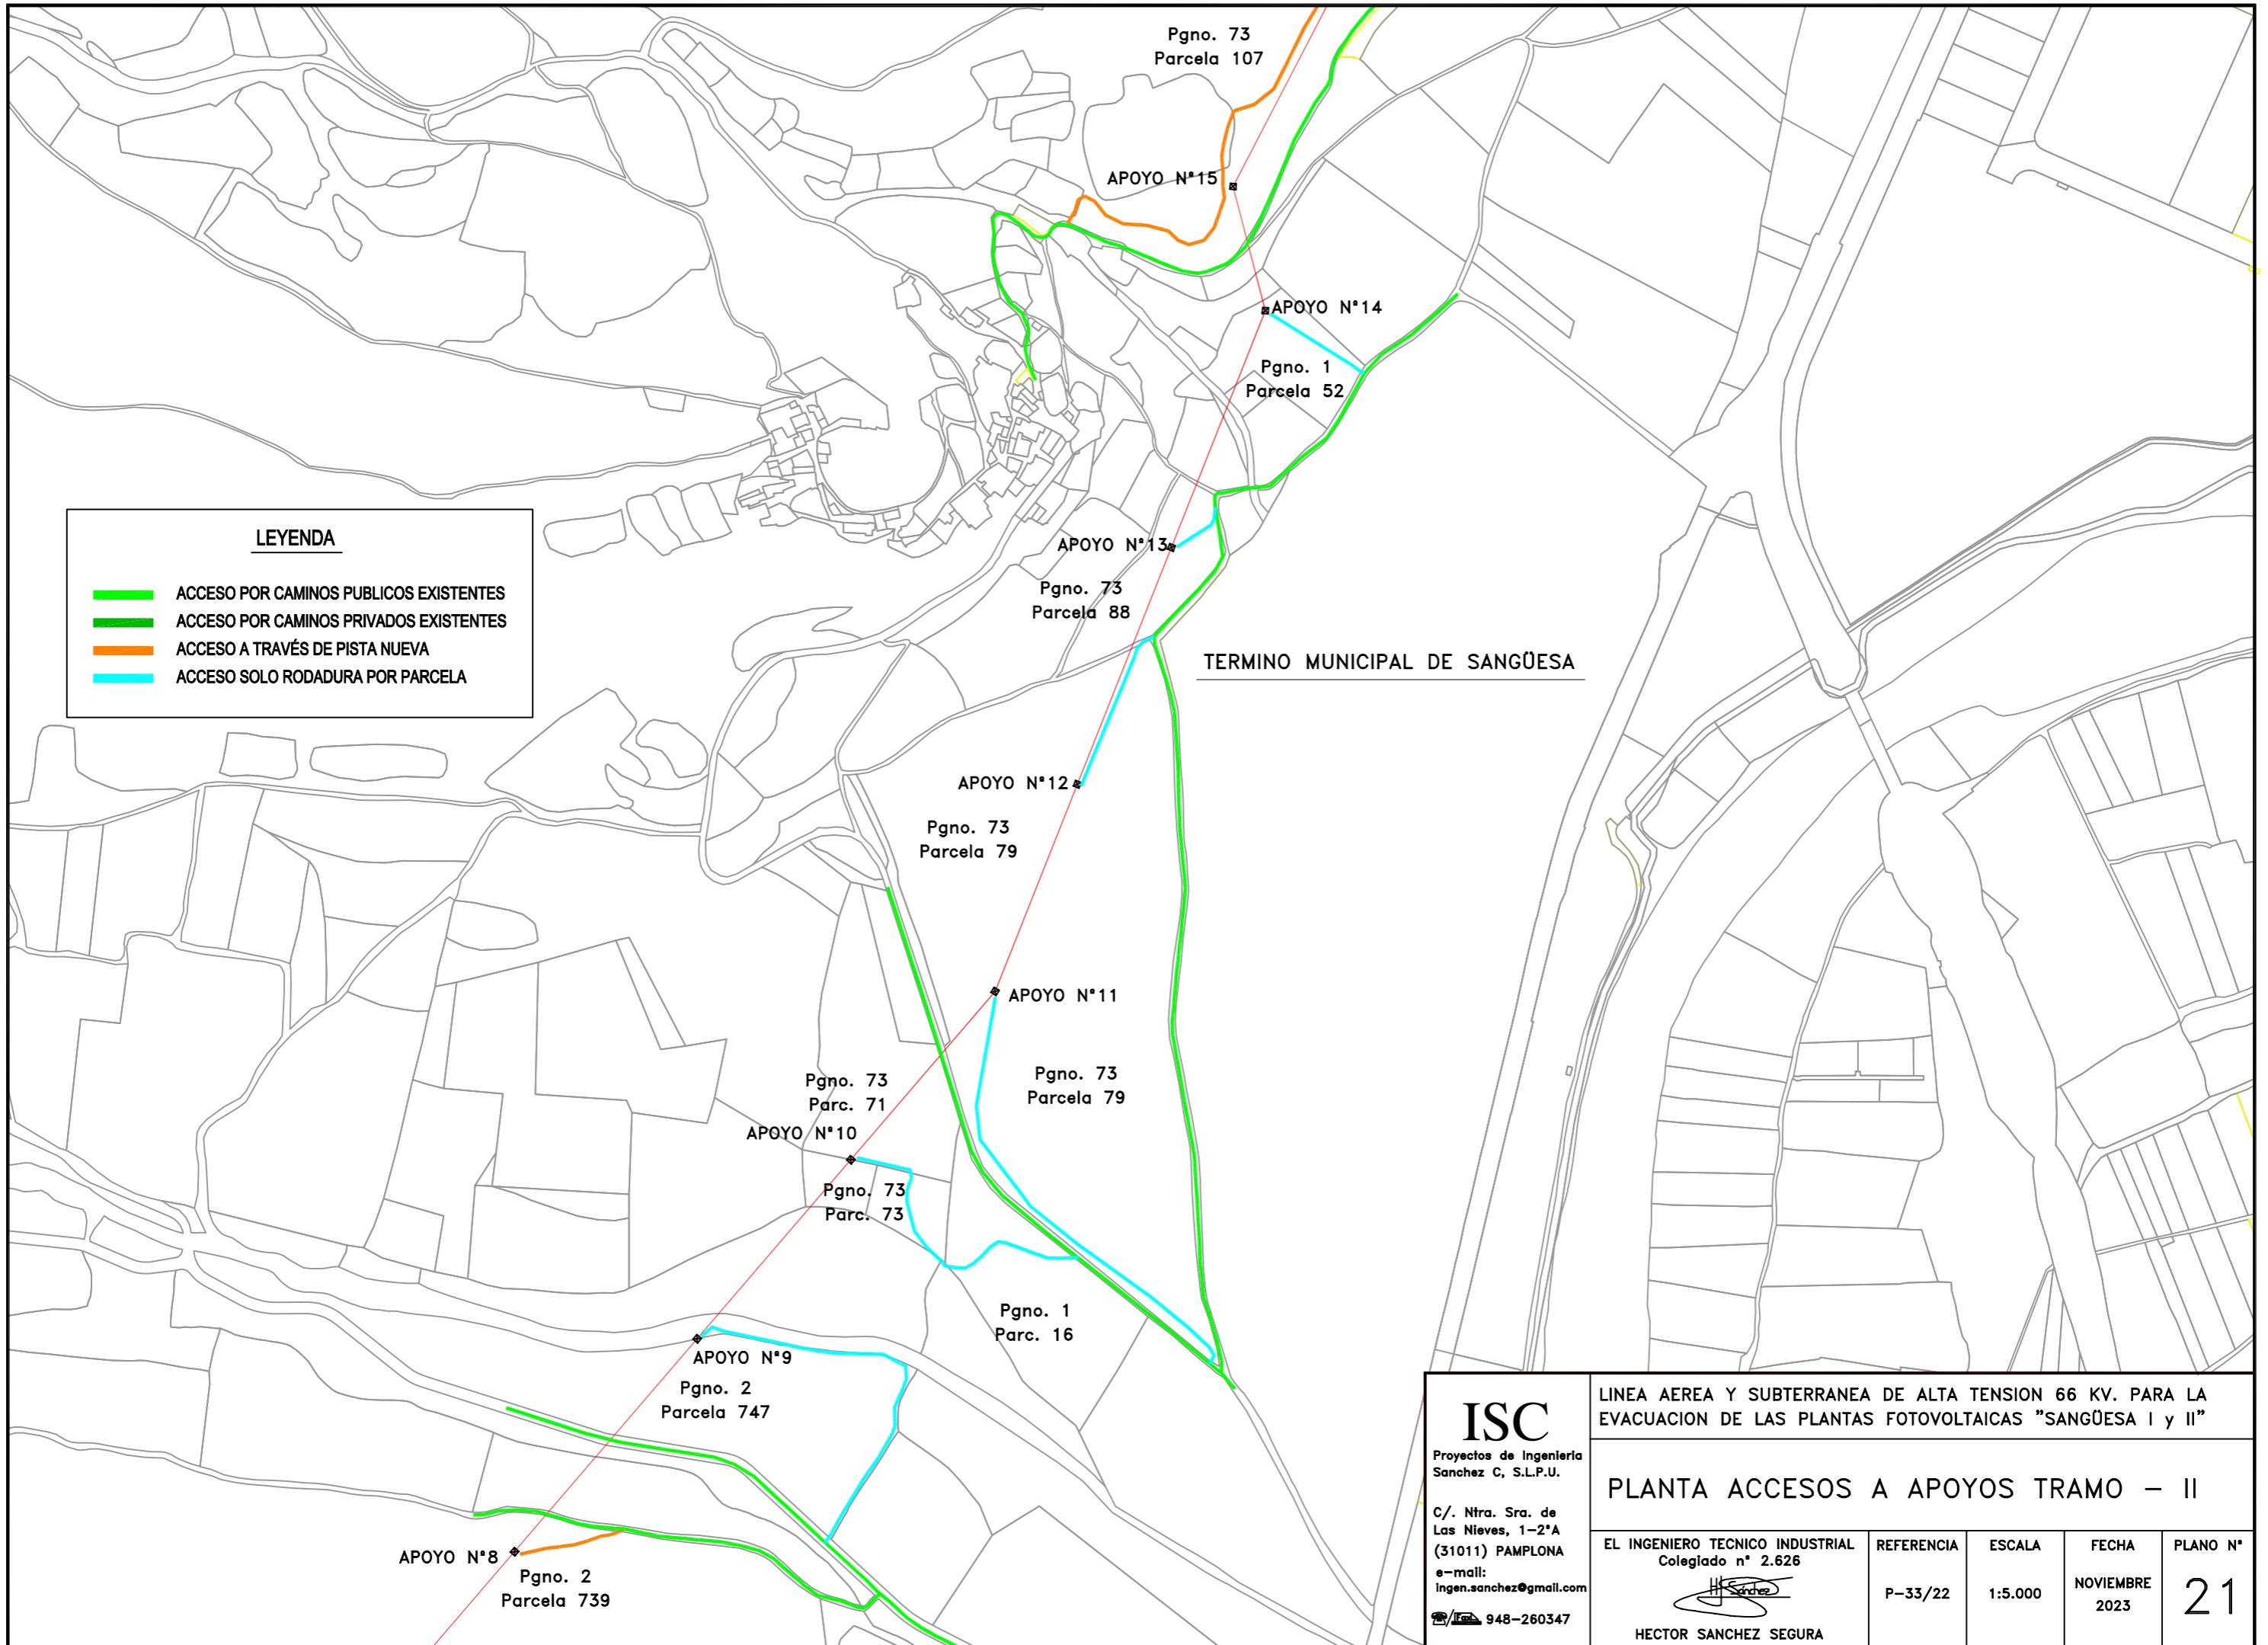 Pgno. 73
Parcela 107
APOYO Nº15
APOYO Nº14
Pgno. 1
Parcela 52
LEYENDA
ACCESO POR CAMINOS PUBLICOS EXISTENTES
ACCESO POR CAMINOS PRIVADOS EXISTENTES
ACCESO A TRAVÉS DE PISTA NUEVA
ACCESO SOLO RODADURA POR PARCELA
APOYO Nº13
Pgno. 73
Parcela 88
TERMINO MUNICIPAL DE SANGÜESA
APOYO Nº12
Pgno. 73
Parcela 79
APOYO Nº11
Pgno. 73
Parcela 79
Pgno. 73
Parc. 71
APOYO Nº10
Pgno. 73
Parc. 73
Pgno. 1
Parc. 16
APOYO Nº9
Pgno. 2
Parcela 747
APOYO Nº8
Pgno. 2
Parcela 739
ISC
Proyectos de Ingenieria
Sanchez C, S.L.P.U.
C/. Ntra. Sra. de
Las Nieves, 1-2ºA
(31011) PAMPLONA
e-mail:
ingen.sanchez@gmail.com
/Fax 948-260347
LINEA AEREA Y SUBTERRANEA DE ALTA TENSION 66 KV. PARA LA
EVACUACION DE LAS PLANTAS FOTOVOLTAICAS "SANGÜESA I y II"
PLANTA ACCESOS A APOYOS TRAMO - II
EL INGENIERO TECNICO INDUSTRIAL
Colegiado nº 2.626
HJSánchez
HECTOR SANCHEZ SEGURA
REFERENCIA
P-33/22
ESCALA
1:5.000
FECHA
NOVIEMBRE
2023
PLANO Nº
21